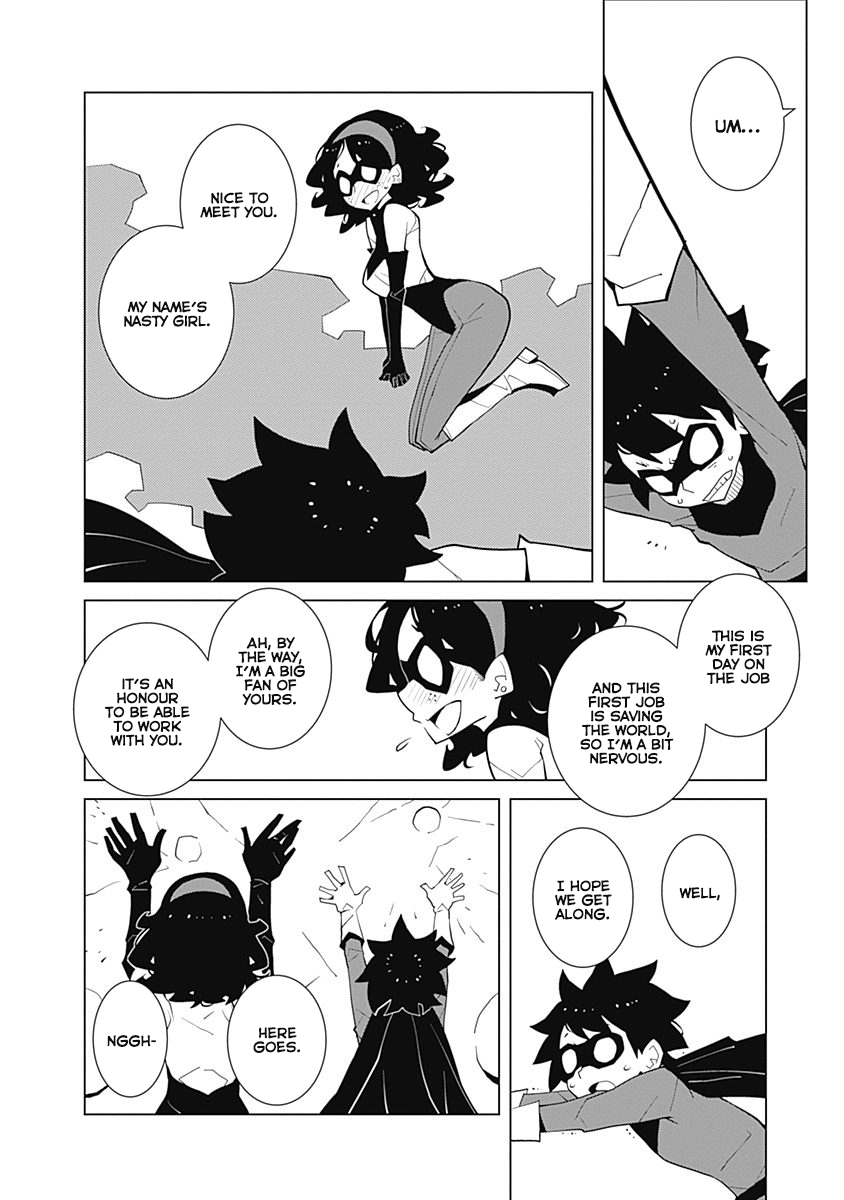 UM...
NICE TO
MEET YOU.
MY NAME'S
NASTY GIRL.
THIS IS
MY FIRST
DAY ON
THE JOB
AND THIS
FIRST JOB
IS SAVING
THE WORLD,
SO I'M A BIT
NERVOUS.
AH, BY
THE WAY,
I'M A BIG
FAN OF
YOURS.
IT'S AN
HONOUR
TO BE ABLE
TO WORK
WITH YOU.
WELL,
I HOPE
WE GET
ALONG.
HERE
GOES.
NGGH-